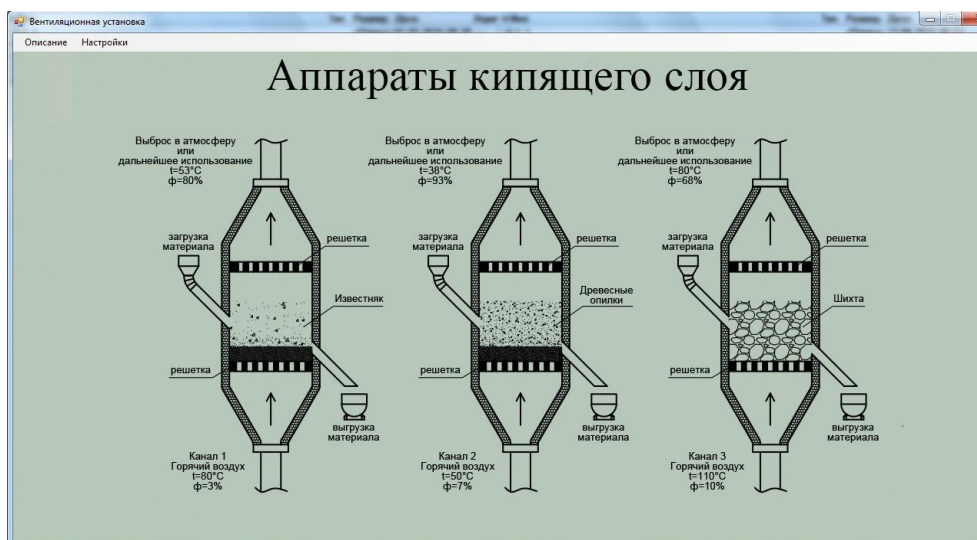 Вентиляционная установка
Описание Настройки
Аппараты кипящего слоя
Выброс в атмосферу
или
дальнейшее использование
t=53°C
ф=80%
загрузка
материала
решетка
Известняк
решетка
выгрузка
материала
Канал 1
Горячий воздух
t=80°C
ф=3%
Выброс в атмосферу
или
дальнейшее использование
t=38°C
ф=93%
загрузка
материала
решетка
Древесные
опилки
решетка
выгрузка
материала
Канал 2
Горячий воздух
t=50°C
ф=7%
Выброс в атмосферу
или
дальнейшее использование
t=80°C
ф=68%
загрузка
материала
решетка
Шихта
решетка
выгрузка
материала
Канал 3
Горячий воздух
t=110°C
ф=10%